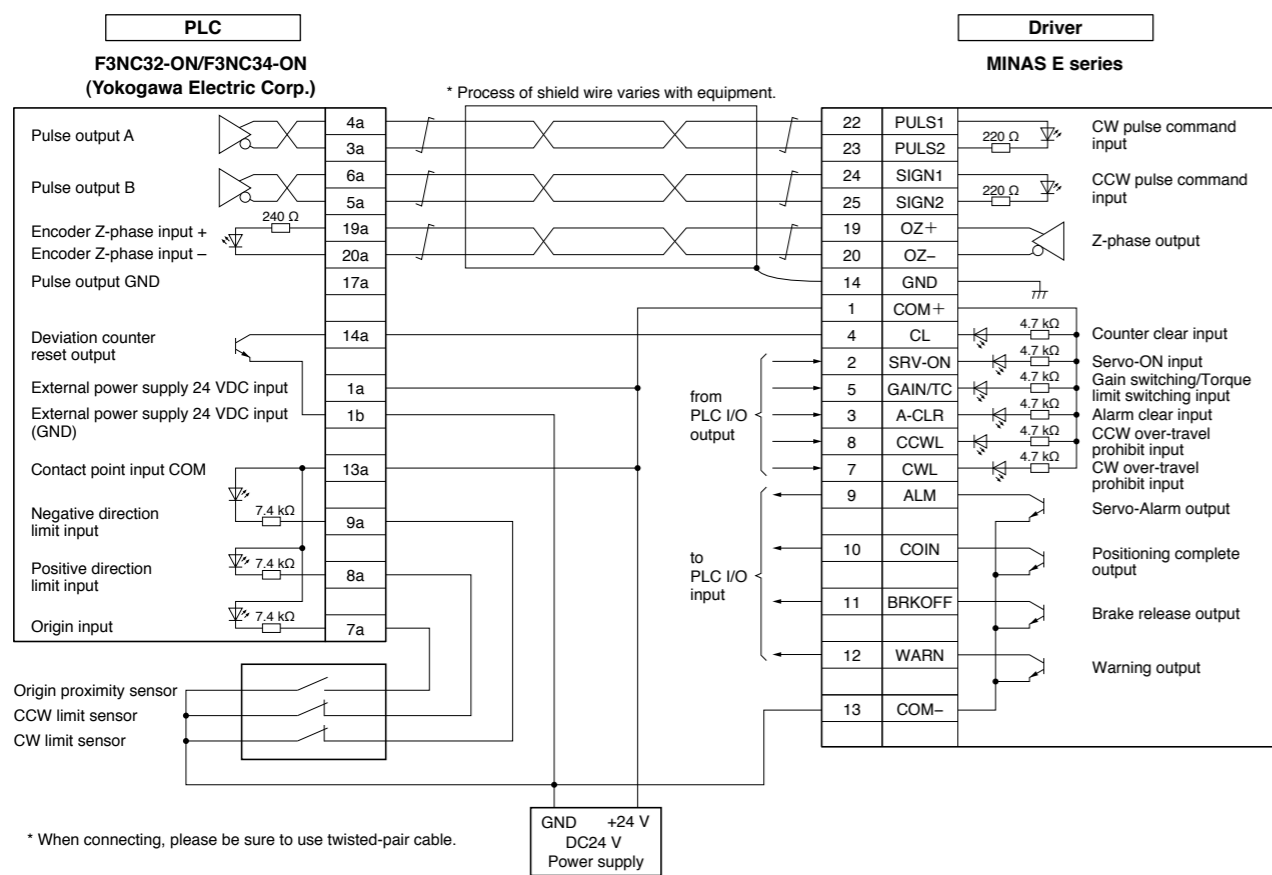 PLC
F3NC32-ON/F3NC34-ON
(Yokogawa Electric Corp.)
Driver
MINAS E series
* Process of shield wire varies with equipment.
Pulse output A
4a
3a
Pulse output B
6a
5a
240 Ω
Encoder Z-phase input +
19a
Encoder Z-phase input –
20a
Pulse output GND
17a
Deviation counter
reset output
14a
External power supply 24 VDC input
1a
External power supply 24 VDC input
(GND)
1b
Contact point input COM
13a
Negative direction
limit input
7.4 kΩ
9a
Positive direction
limit input
7.4 kΩ
8a
Origin input
7.4 kΩ
7a
Origin proximity sensor
CCW limit sensor
CW limit sensor
from
PLC I/O
output
to
PLC I/O
input
22 PULS1
23 PULS2
220 Ω
CW pulse command
input
24 SIGN1
25 SIGN2
220 Ω
CCW pulse command
input
19 OZ+
20 OZ–
Z-phase output
14 GND
1 COM+
4 CL 4.7 kΩ Counter clear input
2 SRV-ON 4.7 kΩ Servo-ON input
5 GAIN/TC 4.7 kΩ Gain switching/Torque
limit switching input
3 A-CLR 4.7 kΩ Alarm clear input
8 CCWL 4.7 kΩ CCW over-travel
prohibit input
7 CWL 4.7 kΩ CW over-travel
prohibit input
9 ALM Servo-Alarm output
10 COIN Positioning complete
output
11 BRKOFF Brake release output
12 WARN Warning output
13 COM–
GND +24 V
DC24 V
Power supply
* When connecting, please be sure to use twisted-pair cable.